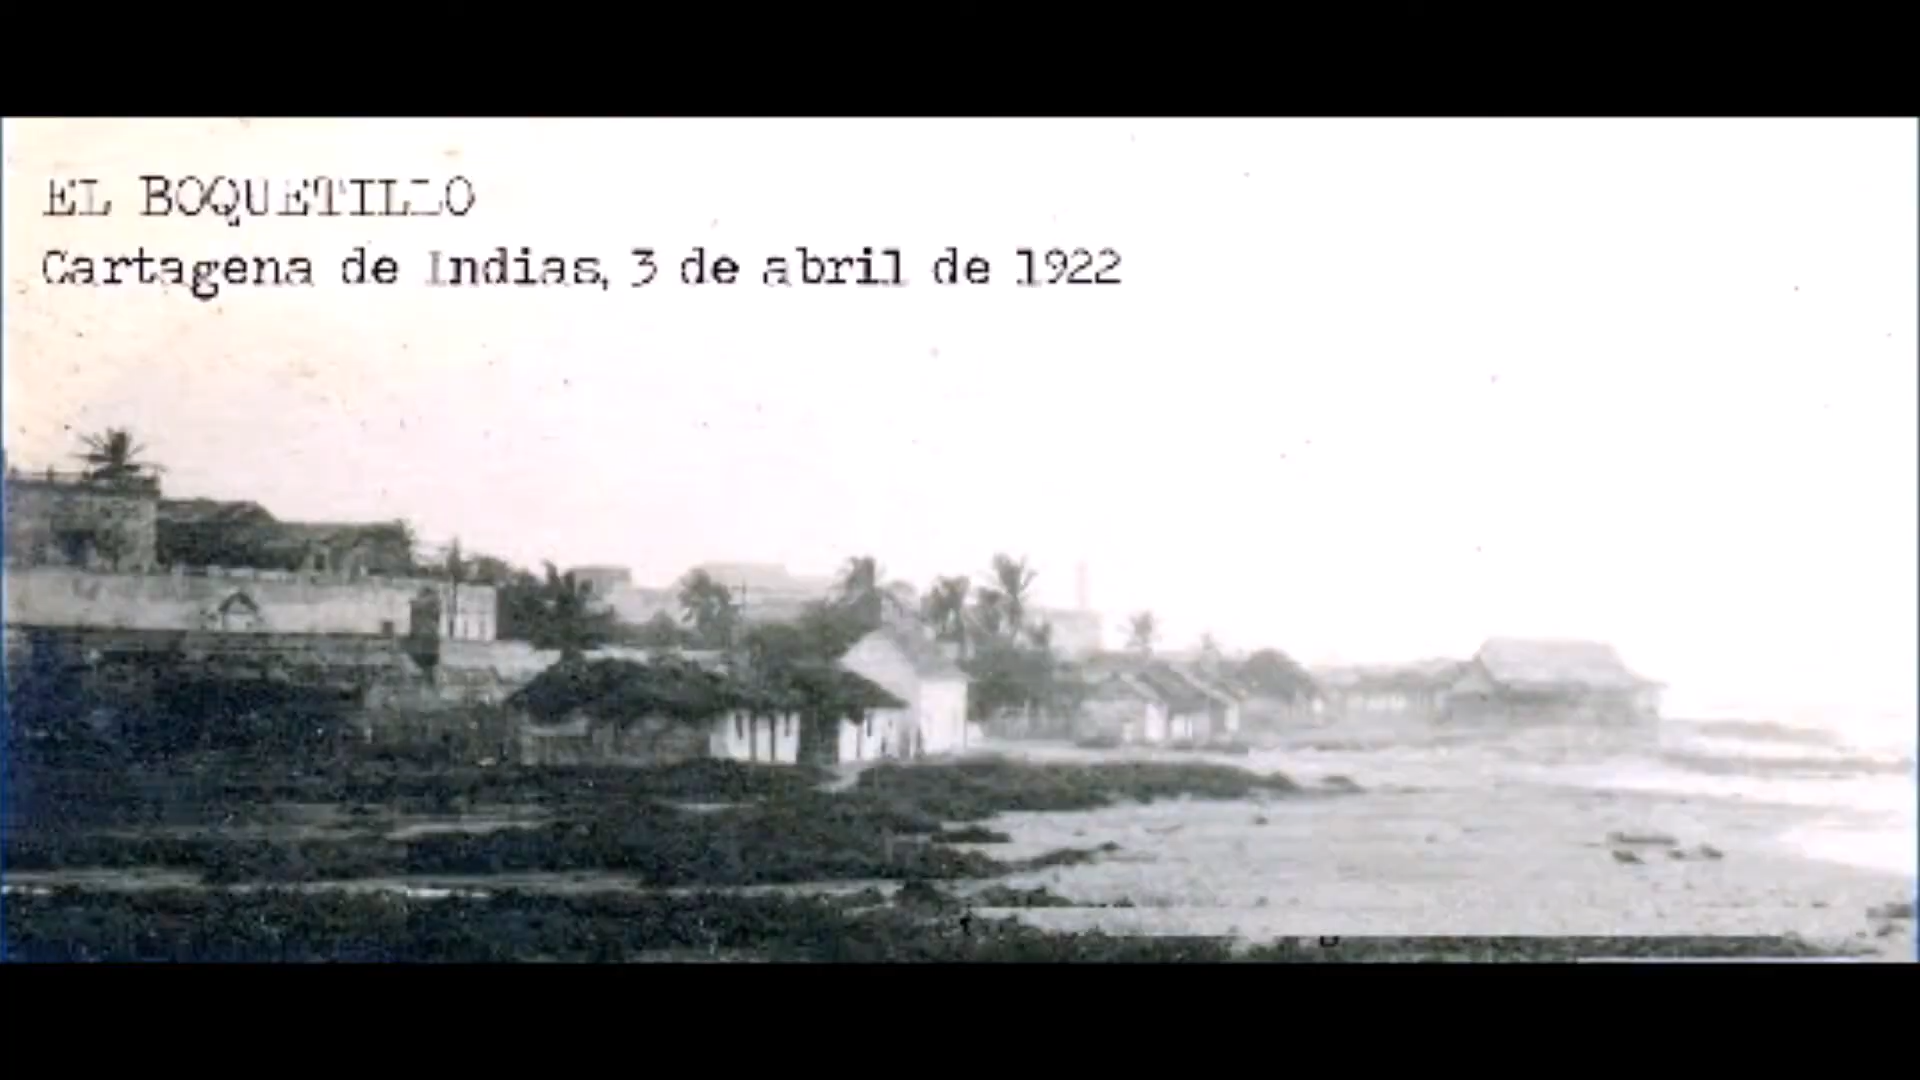 EL BOQUETILLO
Cartagena de Indias, 3 de abril de 1922